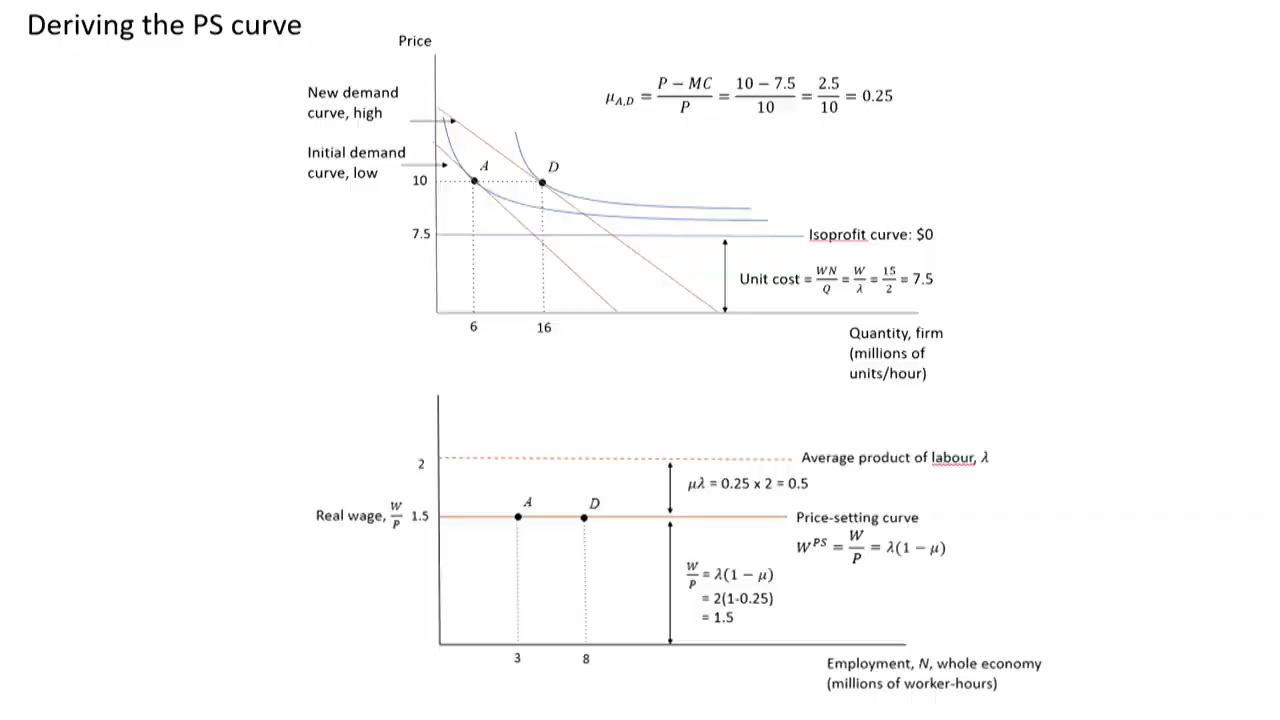 Deriving the PS curve
Price
New demand
curve, high
μ_A,D = (P − MC)/P = (10 − 7.5)/10 = 2.5/10 = 0.25
Initial demand
curve, low
A
D
10
7.5
Isoprofit curve: $0
Unit cost = WN/Q = W/λ = 15/2 = 7.5
6
16
Quantity, firm
(millions of
units/hour)
2
Average product of labour, λ
μλ = 0.25 x 2 = 0.5
A
D
Real wage, W/P 1.5
Price-setting curve
W^PS = W/P = λ(1 − μ)
W/P = λ(1 − μ)
= 2(1-0.25)
= 1.5
3
8
Employment, N, whole economy
(millions of worker-hours)